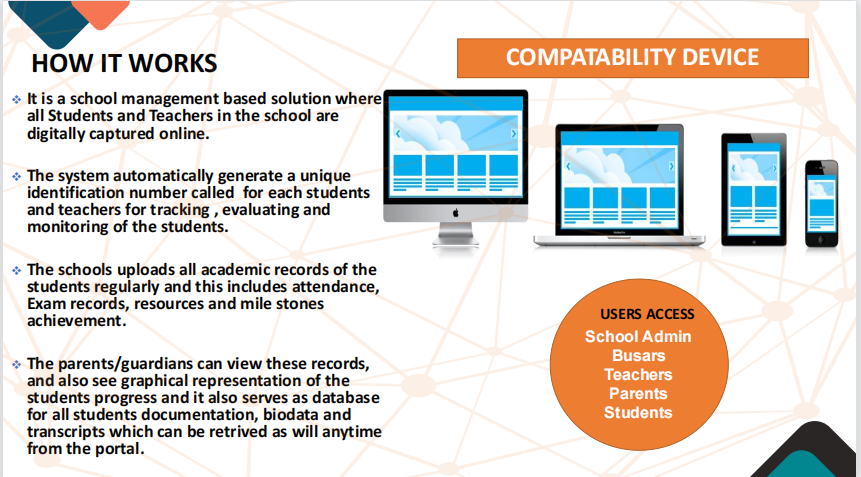 HOW IT WORKS
It is a school management based solution where
all Students and Teachers in the school are
digitally captured online.
The system automatically generate a unique
identification number called  for each students
and teachers for tracking , evaluating and
monitoring of the students.
The schools uploads all academic records of the
students regularly and this includes attendance,
Exam records, resources and mile stones
achievement.
The parents/guardians can view these records,
and also see graphical representation of the
students progress and it also serves as database
for all students documentation, biodata and
transcripts which can be retrived as will anytime
from the portal.
COMPATABILITY DEVICE
USERS ACCESS
School Admin
Busars
Teachers
Parents
Students